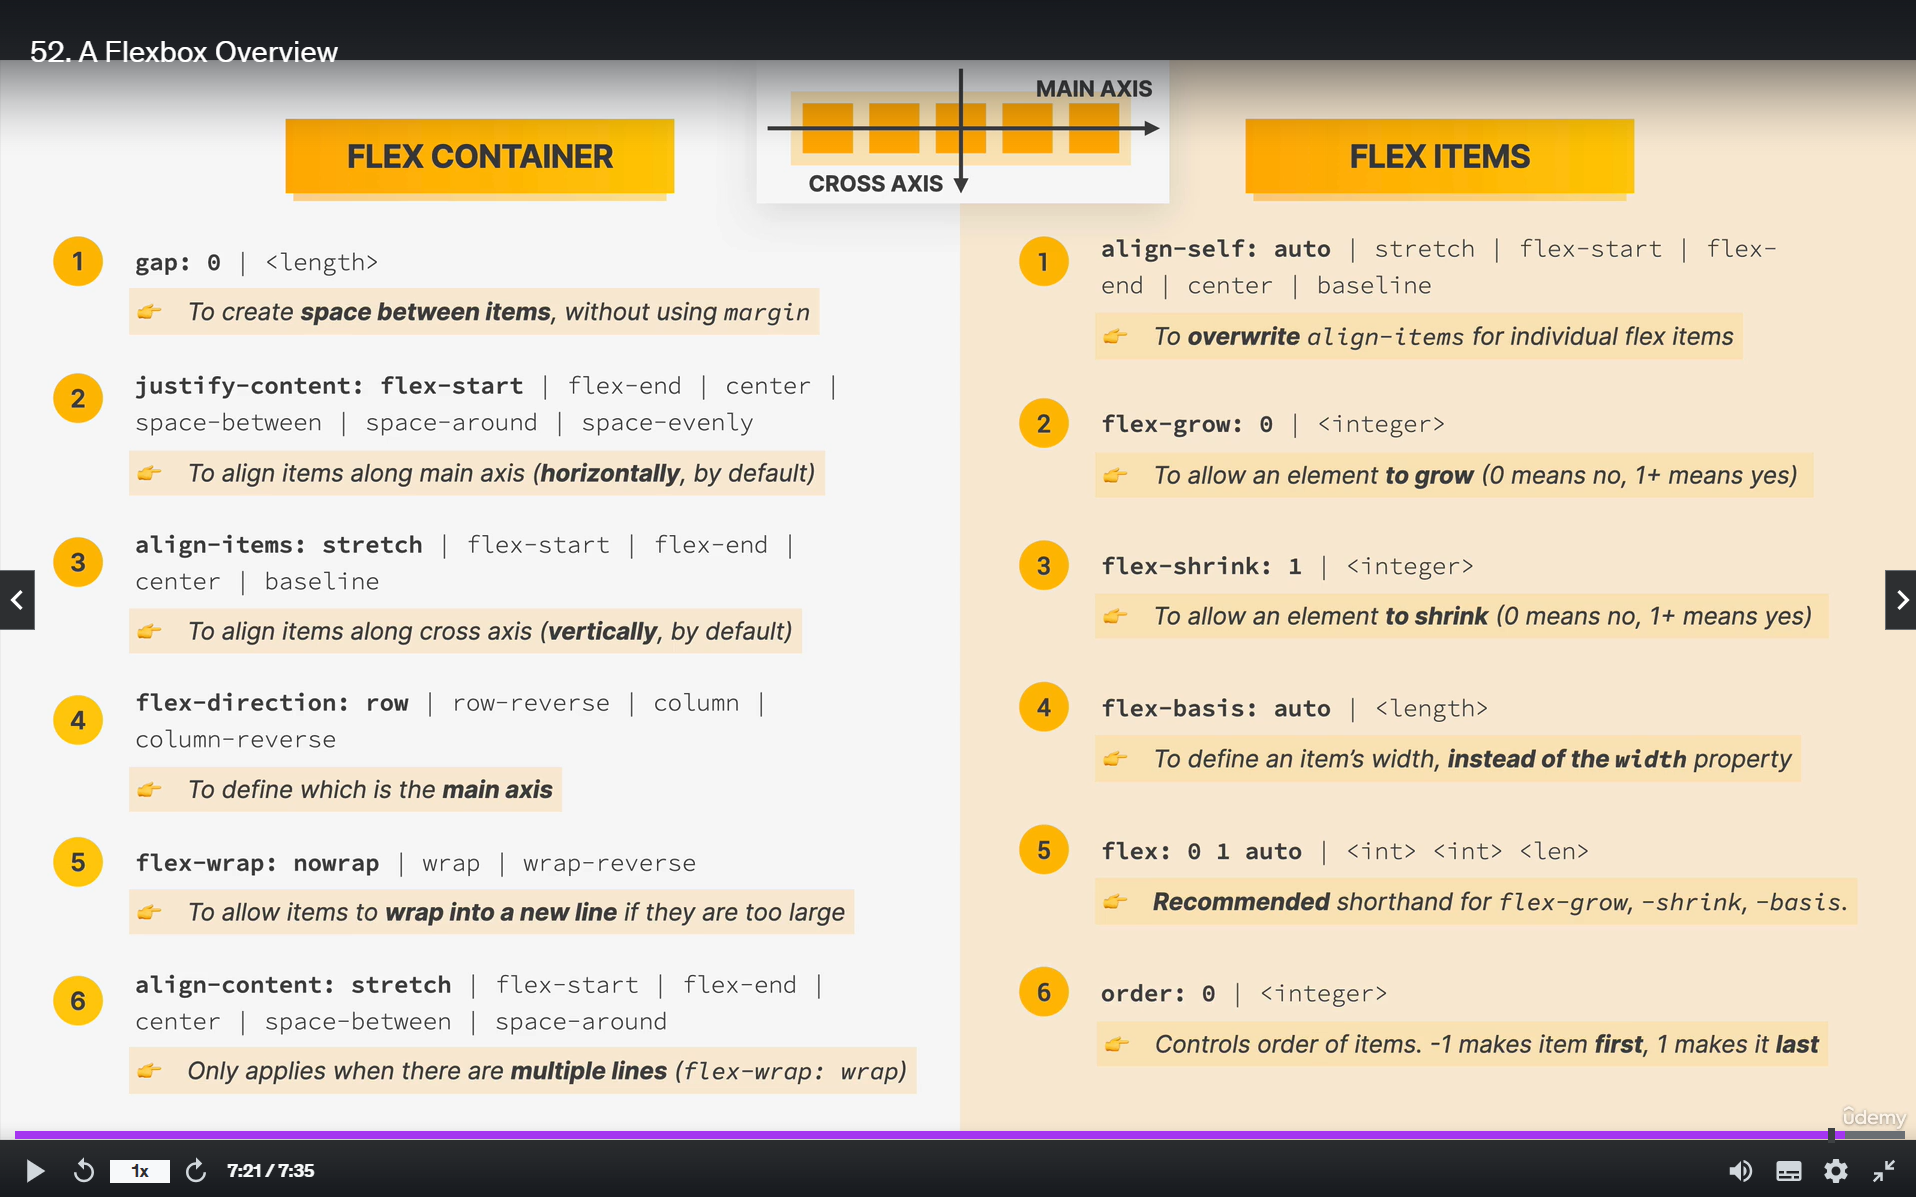 52. A Flexbox Overview
MAIN AXIS
CROSS AXIS
FLEX CONTAINER
1
gap: 0 | <length>
👉 To create space between items, without using margin
2
justify-content: flex-start | flex-end | center |
space-between | space-around | space-evenly
👉 To align items along main axis (horizontally, by default)
3
align-items: stretch | flex-start | flex-end |
center | baseline
👉 To align items along cross axis (vertically, by default)
4
flex-direction: row | row-reverse | column |
column-reverse
👉 To define which is the main axis
5
flex-wrap: nowrap | wrap | wrap-reverse
👉 To allow items to wrap into a new line if they are too large
6
align-content: stretch | flex-start | flex-end |
center | space-between | space-around
👉 Only applies when there are multiple lines (flex-wrap: wrap)
FLEX ITEMS
1
align-self: auto | stretch | flex-start | flex-
end | center | baseline
👉 To overwrite align-items for individual flex items
2
flex-grow: 0 | <integer>
👉 To allow an element to grow (0 means no, 1+ means yes)
3
flex-shrink: 1 | <integer>
👉 To allow an element to shrink (0 means no, 1+ means yes)
4
flex-basis: auto | <length>
👉 To define an item’s width, instead of the width property
5
flex: 0 1 auto | <int> <int> <len>
👉 Recommended shorthand for flex-grow, -shrink, -basis.
6
order: 0 | <integer>
👉 Controls order of items. -1 makes item first, 1 makes it last
ûdemy
1x
7:21 / 7:35